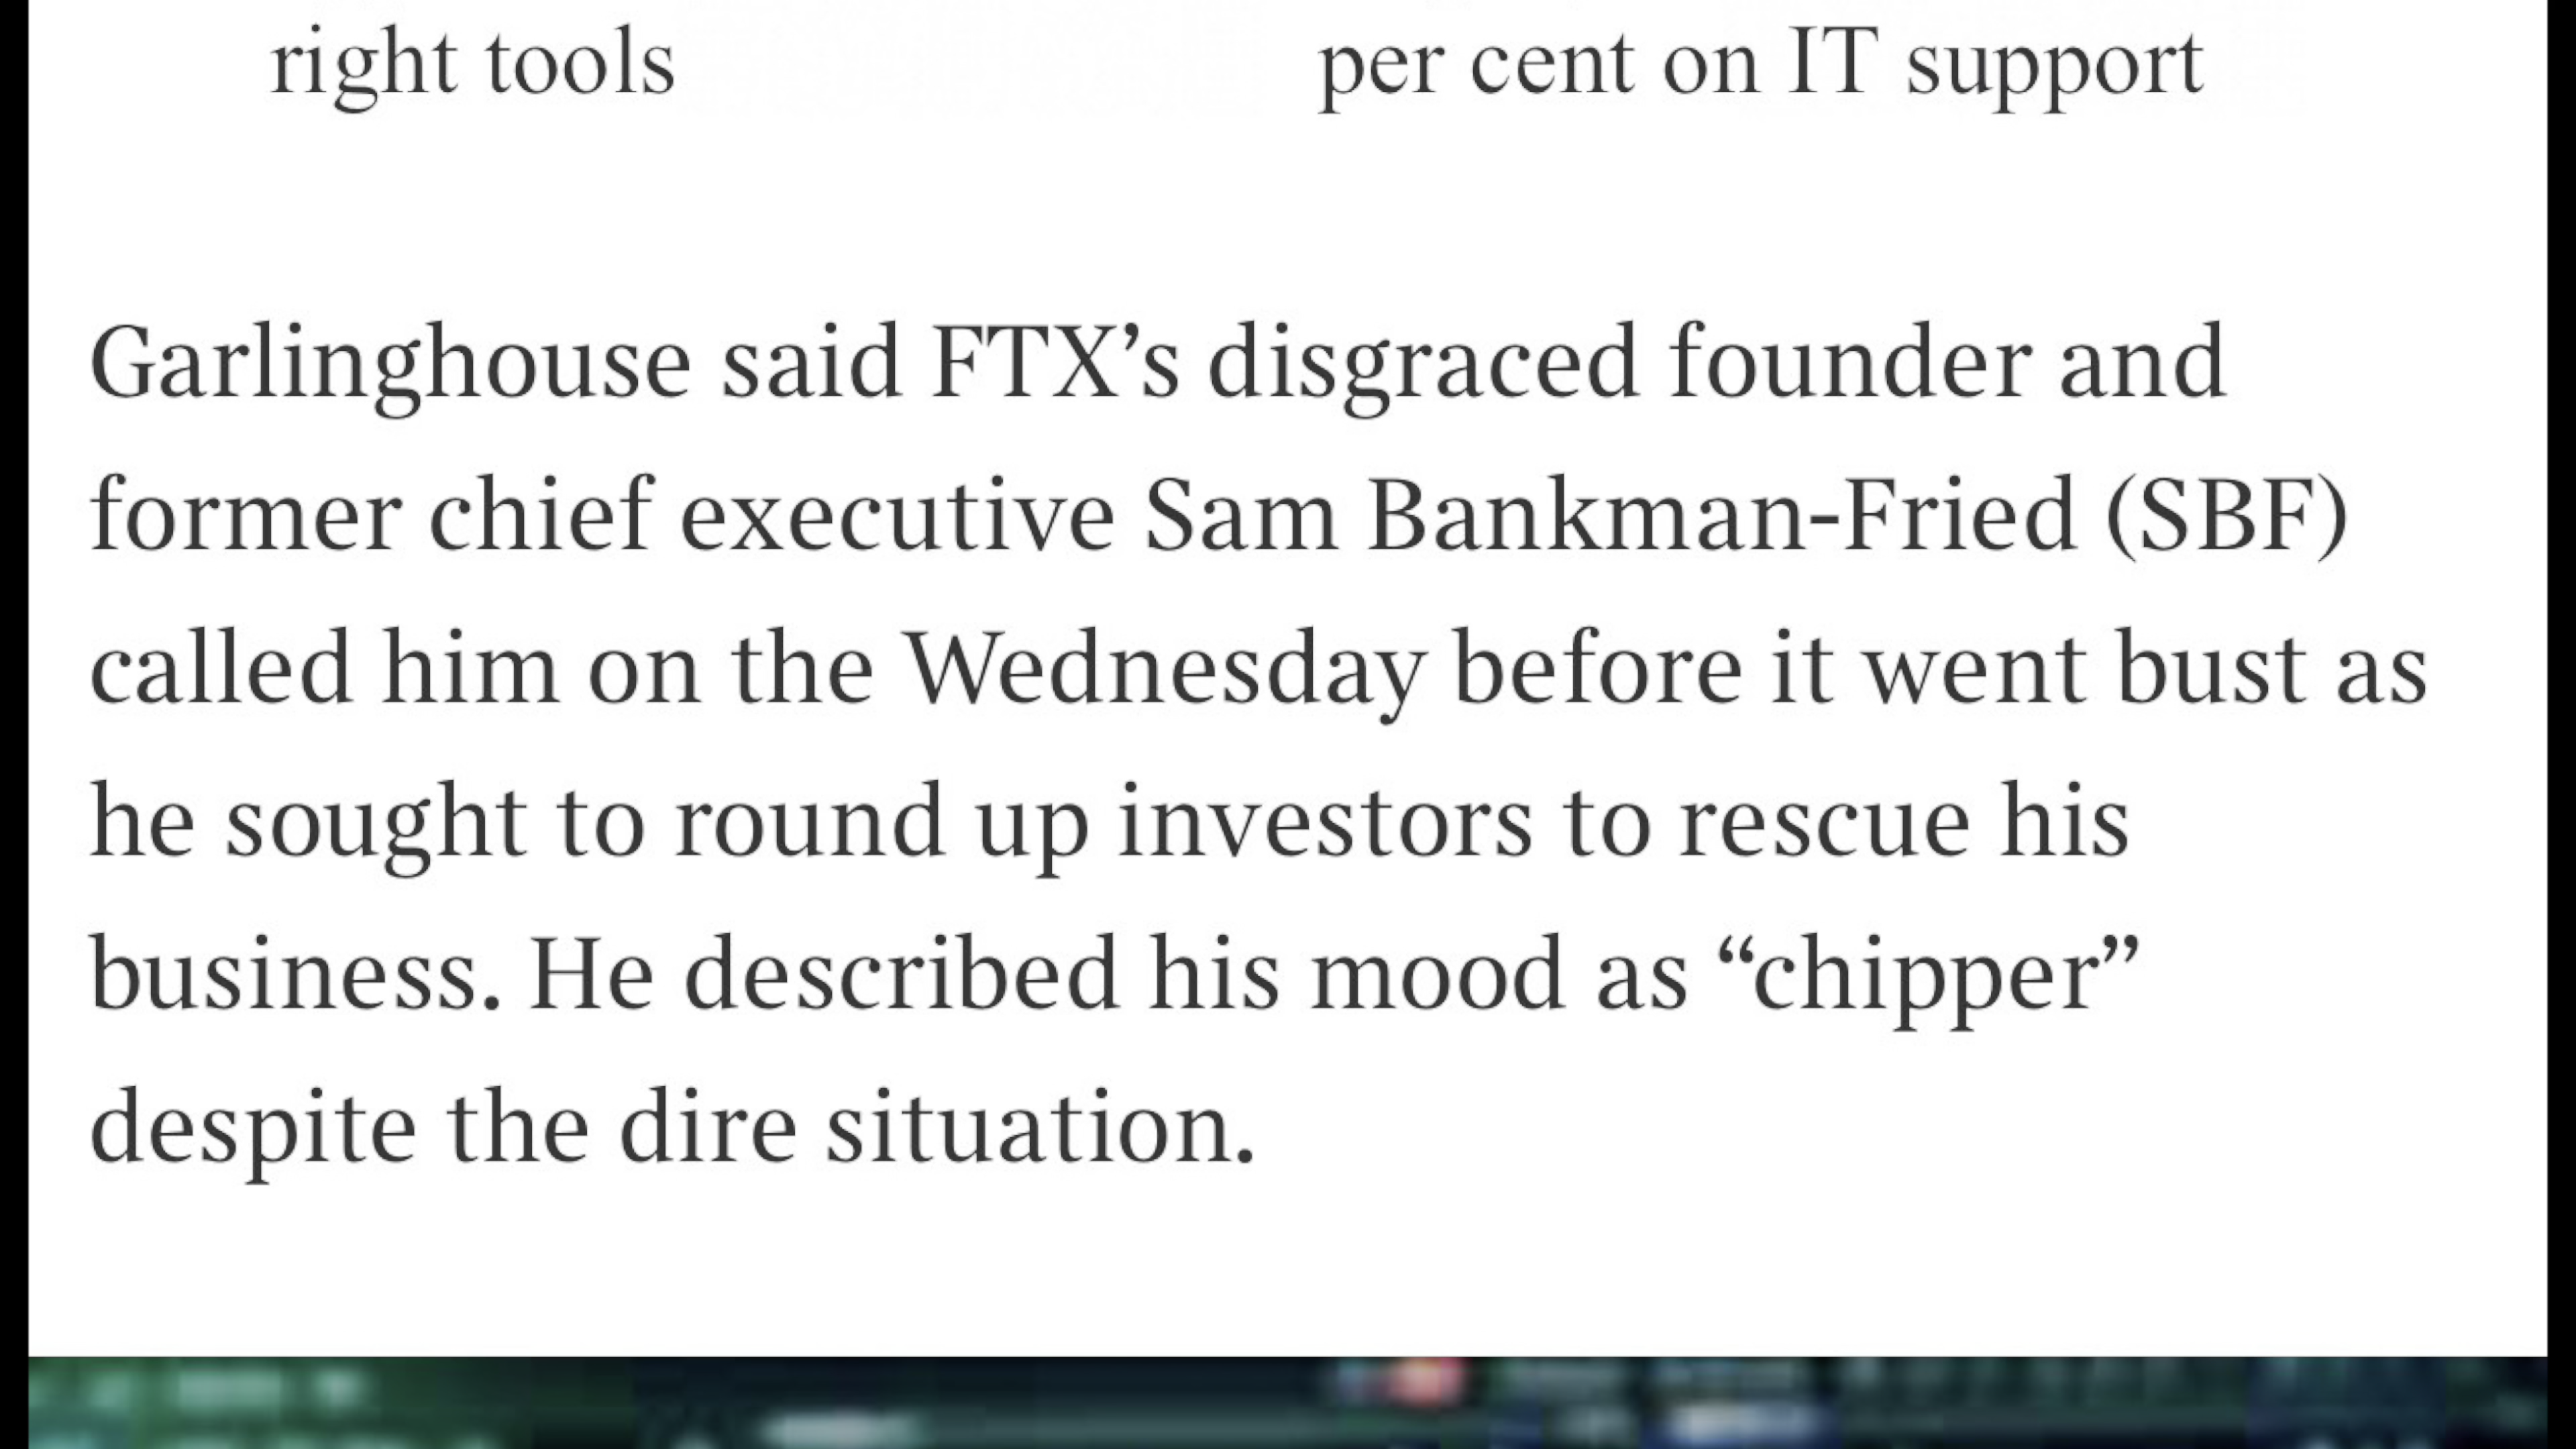 right tools
per cent on IT support
Garlinghouse said FTX’s disgraced founder and
former chief executive Sam Bankman-Fried (SBF)
called him on the Wednesday before it went bust as
he sought to round up investors to rescue his
business. He described his mood as “chipper”
despite the dire situation.